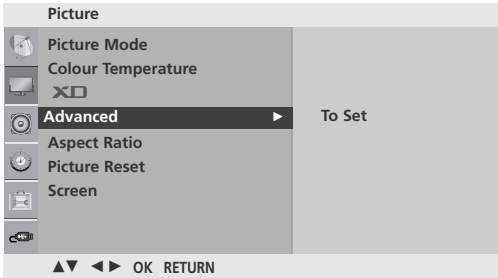 Picture
Picture Mode
Colour Temperature
XD
Advanced ► To Set
Aspect Ratio
Picture Reset
Screen
▲▼ ◄► OK RETURN